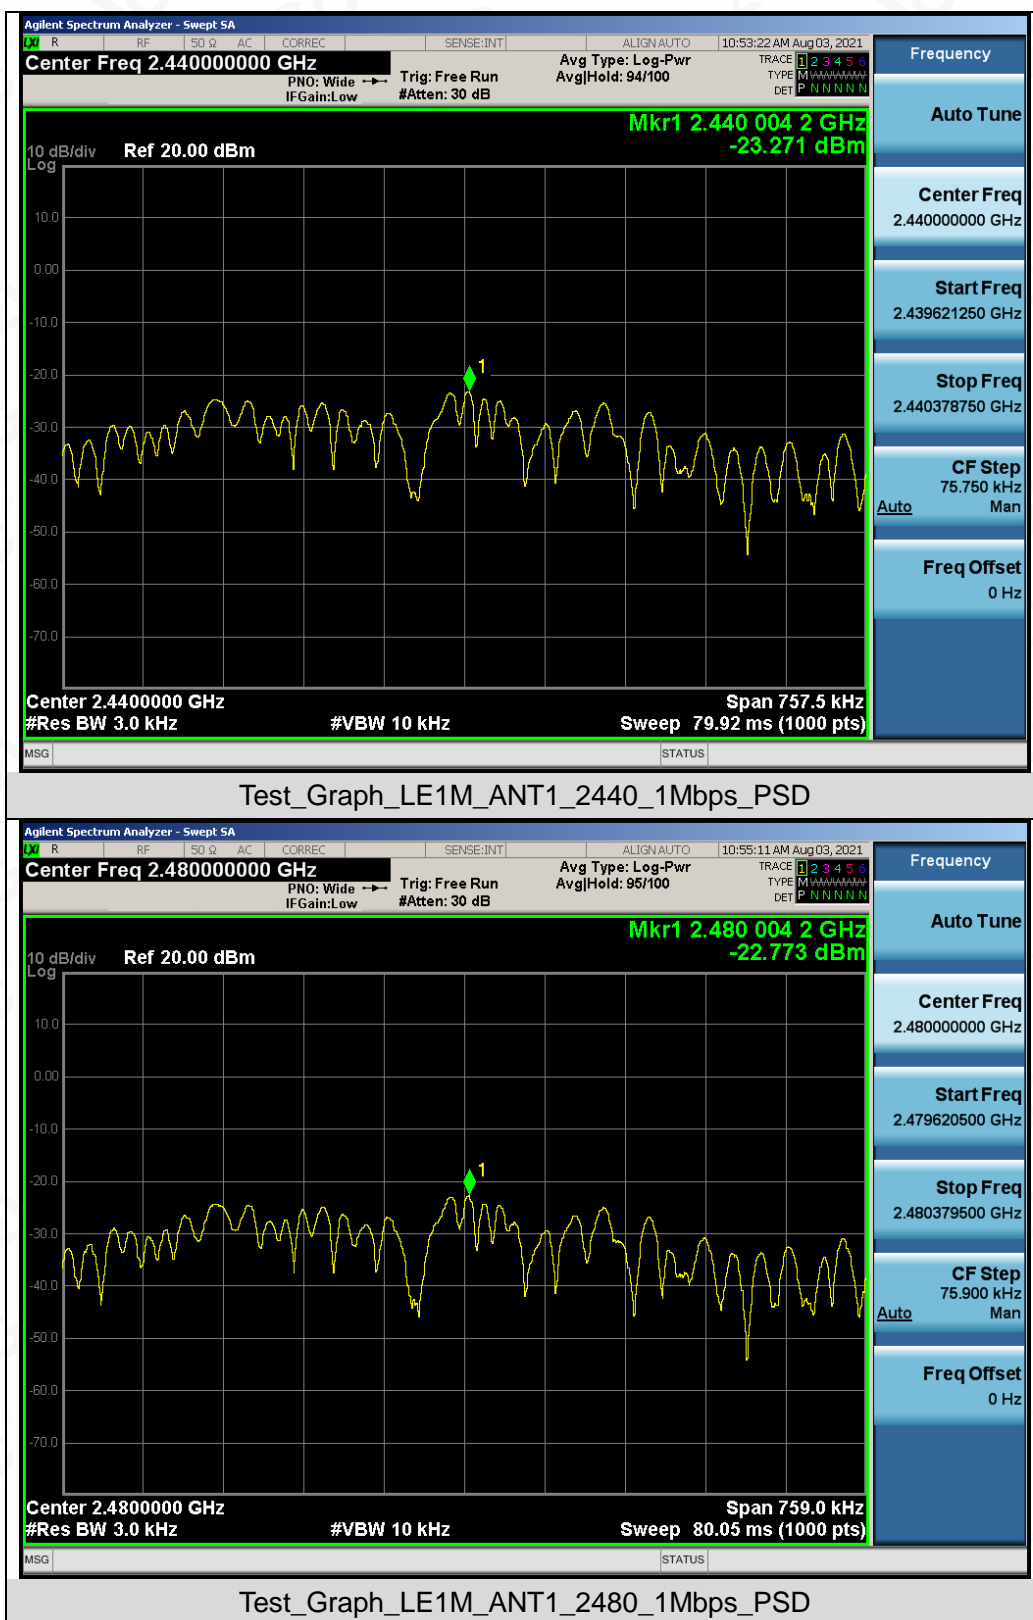 Agilent Spectrum Analyzer - Swept SA
LXI R RF 50 Ω AC CORREC SENSE:INT ALIGN AUTO 10:53:22 AM Aug 03, 2021
Center Freq 2.440000000 GHz
PNO: Wide
IFGain:Low
Trig: Free Run
#Atten: 30 dB
Avg Type: Log-Pwr
Avg|Hold: 94/100
TRACE 1 2 3 4 5 6
TYPE M
DET P N N N N N
Mkr1 2.440 004 2 GHz
-23.271 dBm
10 dB/div Ref 20.00 dBm
Log
10.0
0.00
-10.0
-20.0
-30.0
-40.0
-50.0
-60.0
-70.0
1
Center 2.4400000 GHz Span 757.5 kHz
#Res BW 3.0 kHz #VBW 10 kHz Sweep 79.92 ms (1000 pts)
MSG STATUS
Frequency
Auto Tune
Center Freq
2.440000000 GHz
Start Freq
2.439621250 GHz
Stop Freq
2.440378750 GHz
CF Step
75.750 kHz
Auto Man
Freq Offset
0 Hz
Test_Graph_LE1M_ANT1_2440_1Mbps_PSD
Agilent Spectrum Analyzer - Swept SA
LXI R RF 50 Ω AC CORREC SENSE:INT ALIGN AUTO 10:55:11 AM Aug 03, 2021
Center Freq 2.480000000 GHz
PNO: Wide
IFGain:Low
Trig: Free Run
#Atten: 30 dB
Avg Type: Log-Pwr
Avg|Hold: 95/100
TRACE 1 2 3 4 5 6
TYPE M
DET P N N N N N
Mkr1 2.480 004 2 GHz
-22.773 dBm
10 dB/div Ref 20.00 dBm
Log
10.0
0.00
-10.0
-20.0
-30.0
-40.0
-50.0
-60.0
-70.0
1
Center 2.4800000 GHz Span 759.0 kHz
#Res BW 3.0 kHz #VBW 10 kHz Sweep 80.05 ms (1000 pts)
MSG STATUS
Frequency
Auto Tune
Center Freq
2.480000000 GHz
Start Freq
2.479620500 GHz
Stop Freq
2.480379500 GHz
CF Step
75.900 kHz
Auto Man
Freq Offset
0 Hz
Test_Graph_LE1M_ANT1_2480_1Mbps_PSD